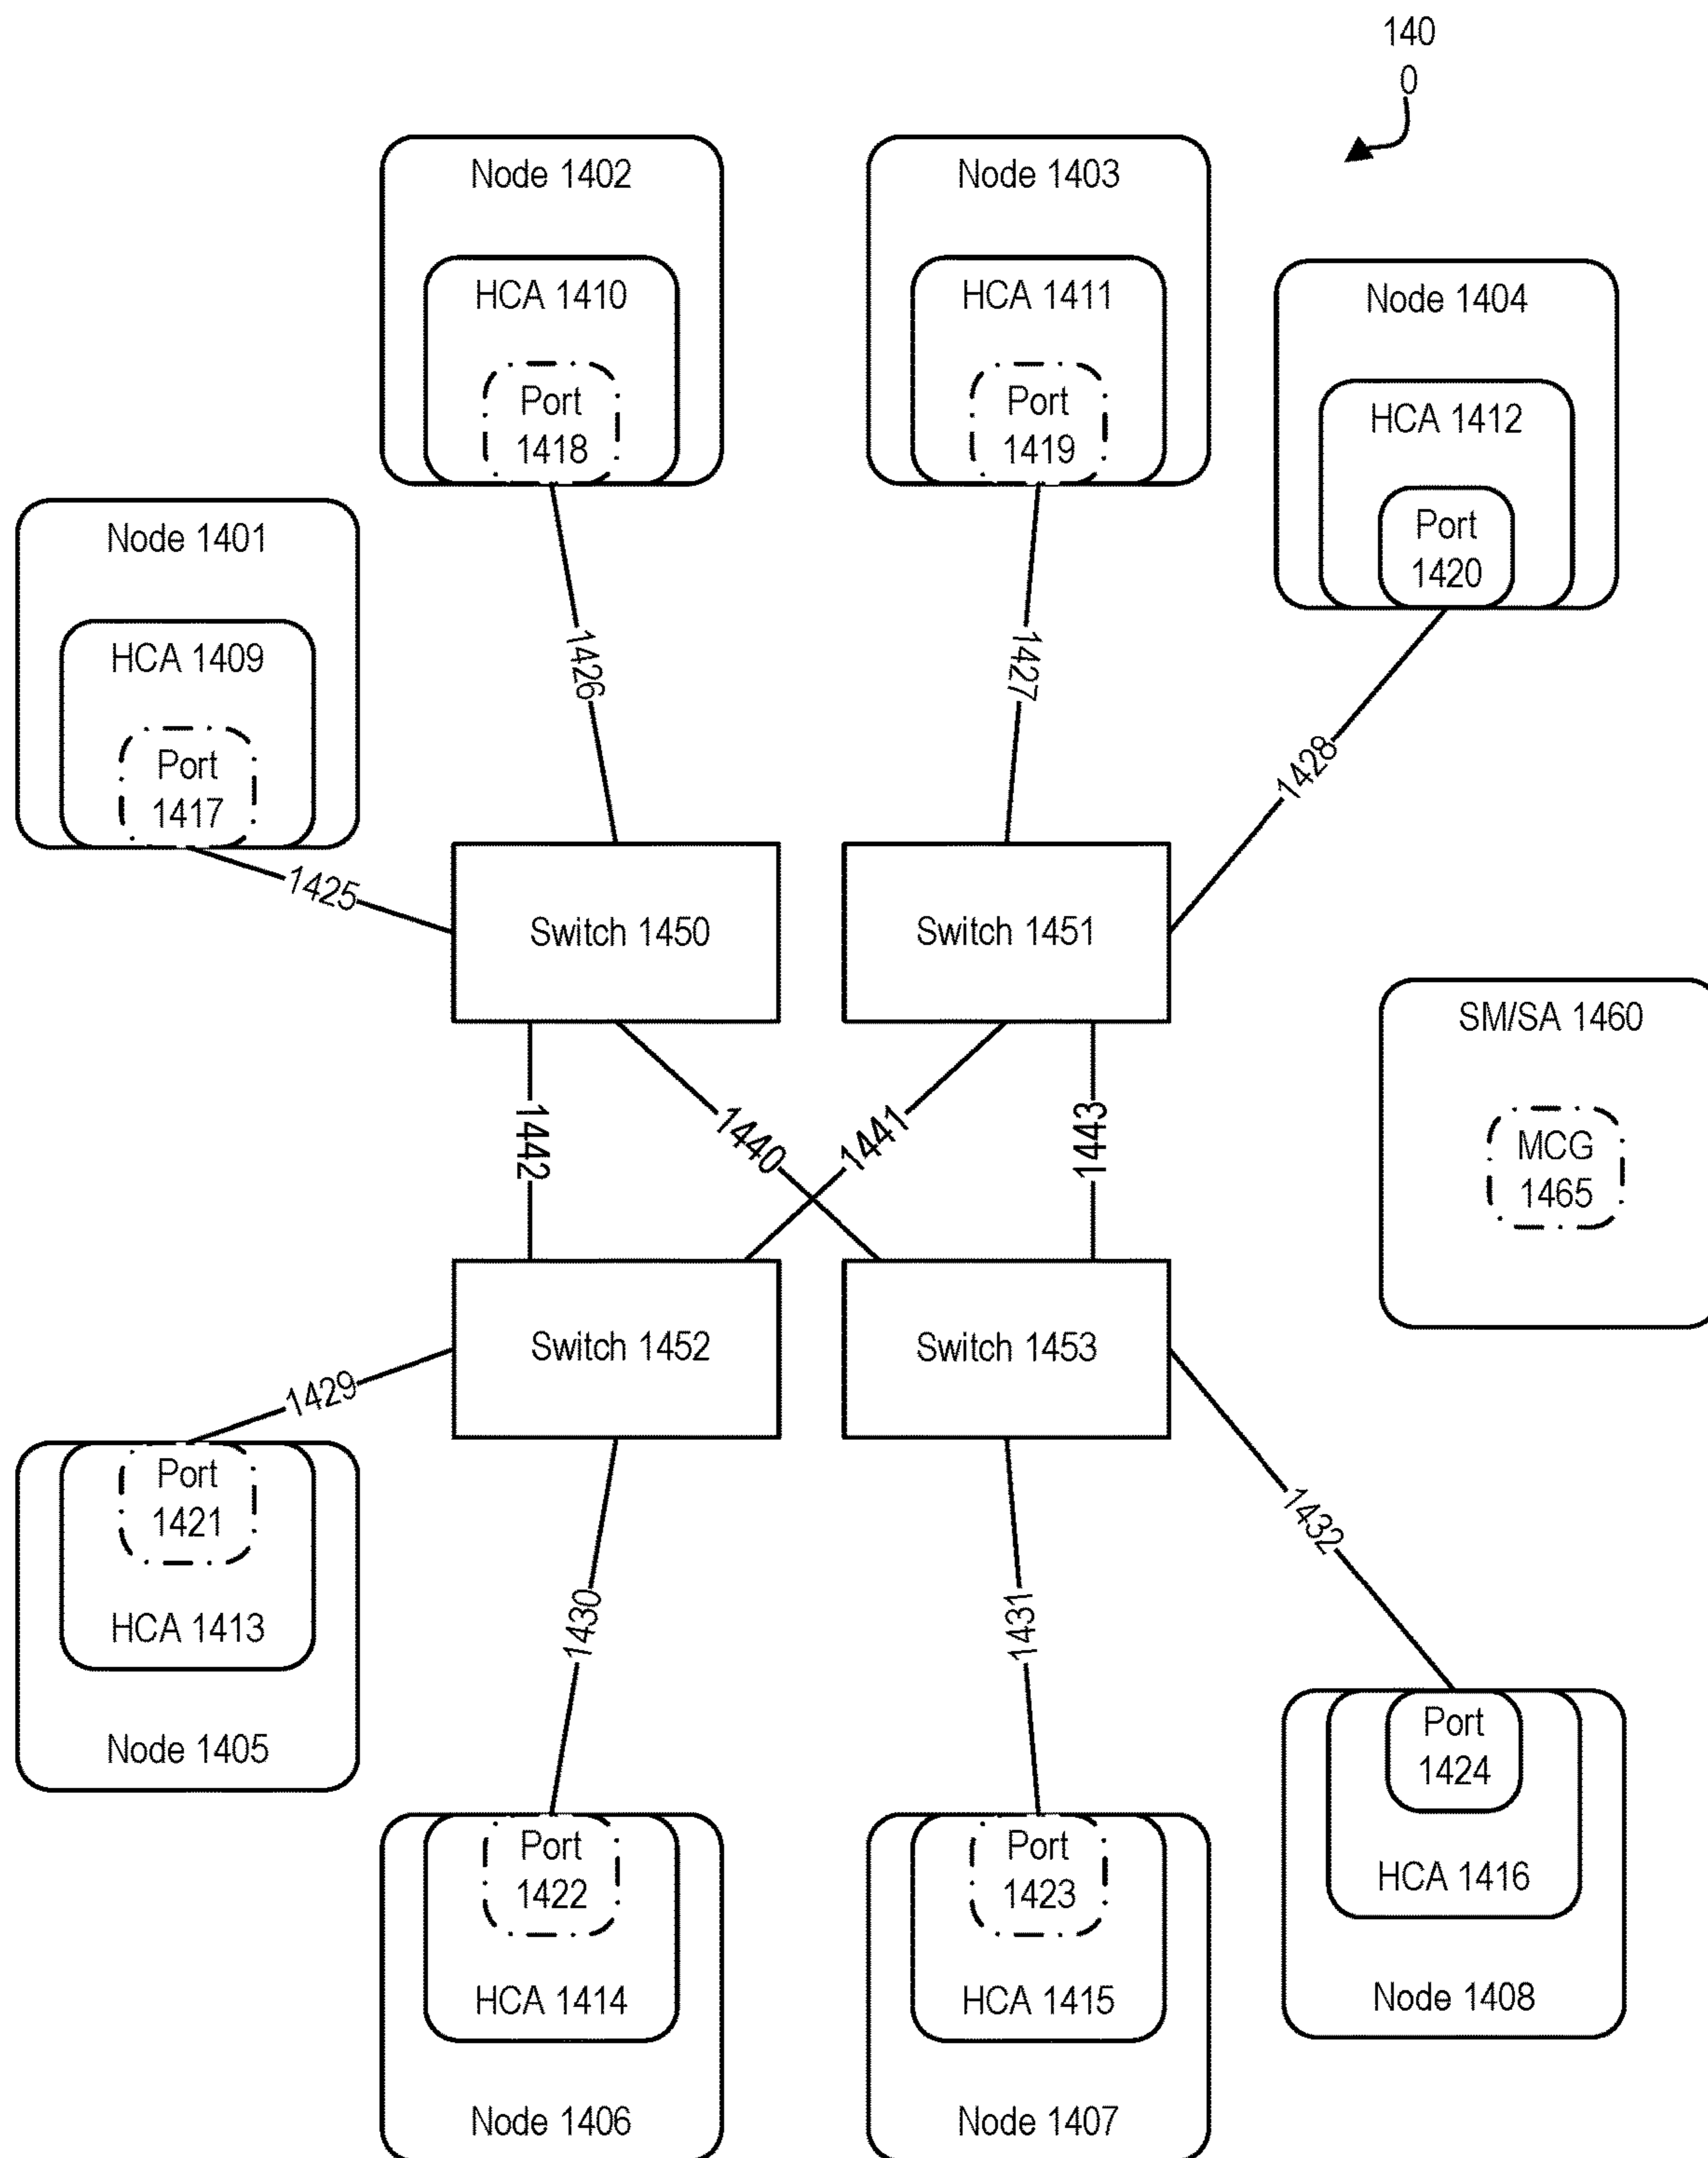 140
0
Node 1402
HCA 1410
Port
1418
Node 1403
HCA 1411
Port
1419
Node 1404
HCA 1412
Port
1420
Node 1401
HCA 1409
Port
1417
1426
1427
1428
1425
Switch 1450
Switch 1451
SM/SA 1460
MCG
1465
1442
1440
1441
1443
Switch 1452
Switch 1453
1429
1430
1431
1432
Port
1421
HCA 1413
Node 1405
Port
1422
HCA 1414
Node 1406
Port
1423
HCA 1415
Node 1407
Port
1424
HCA 1416
Node 1408